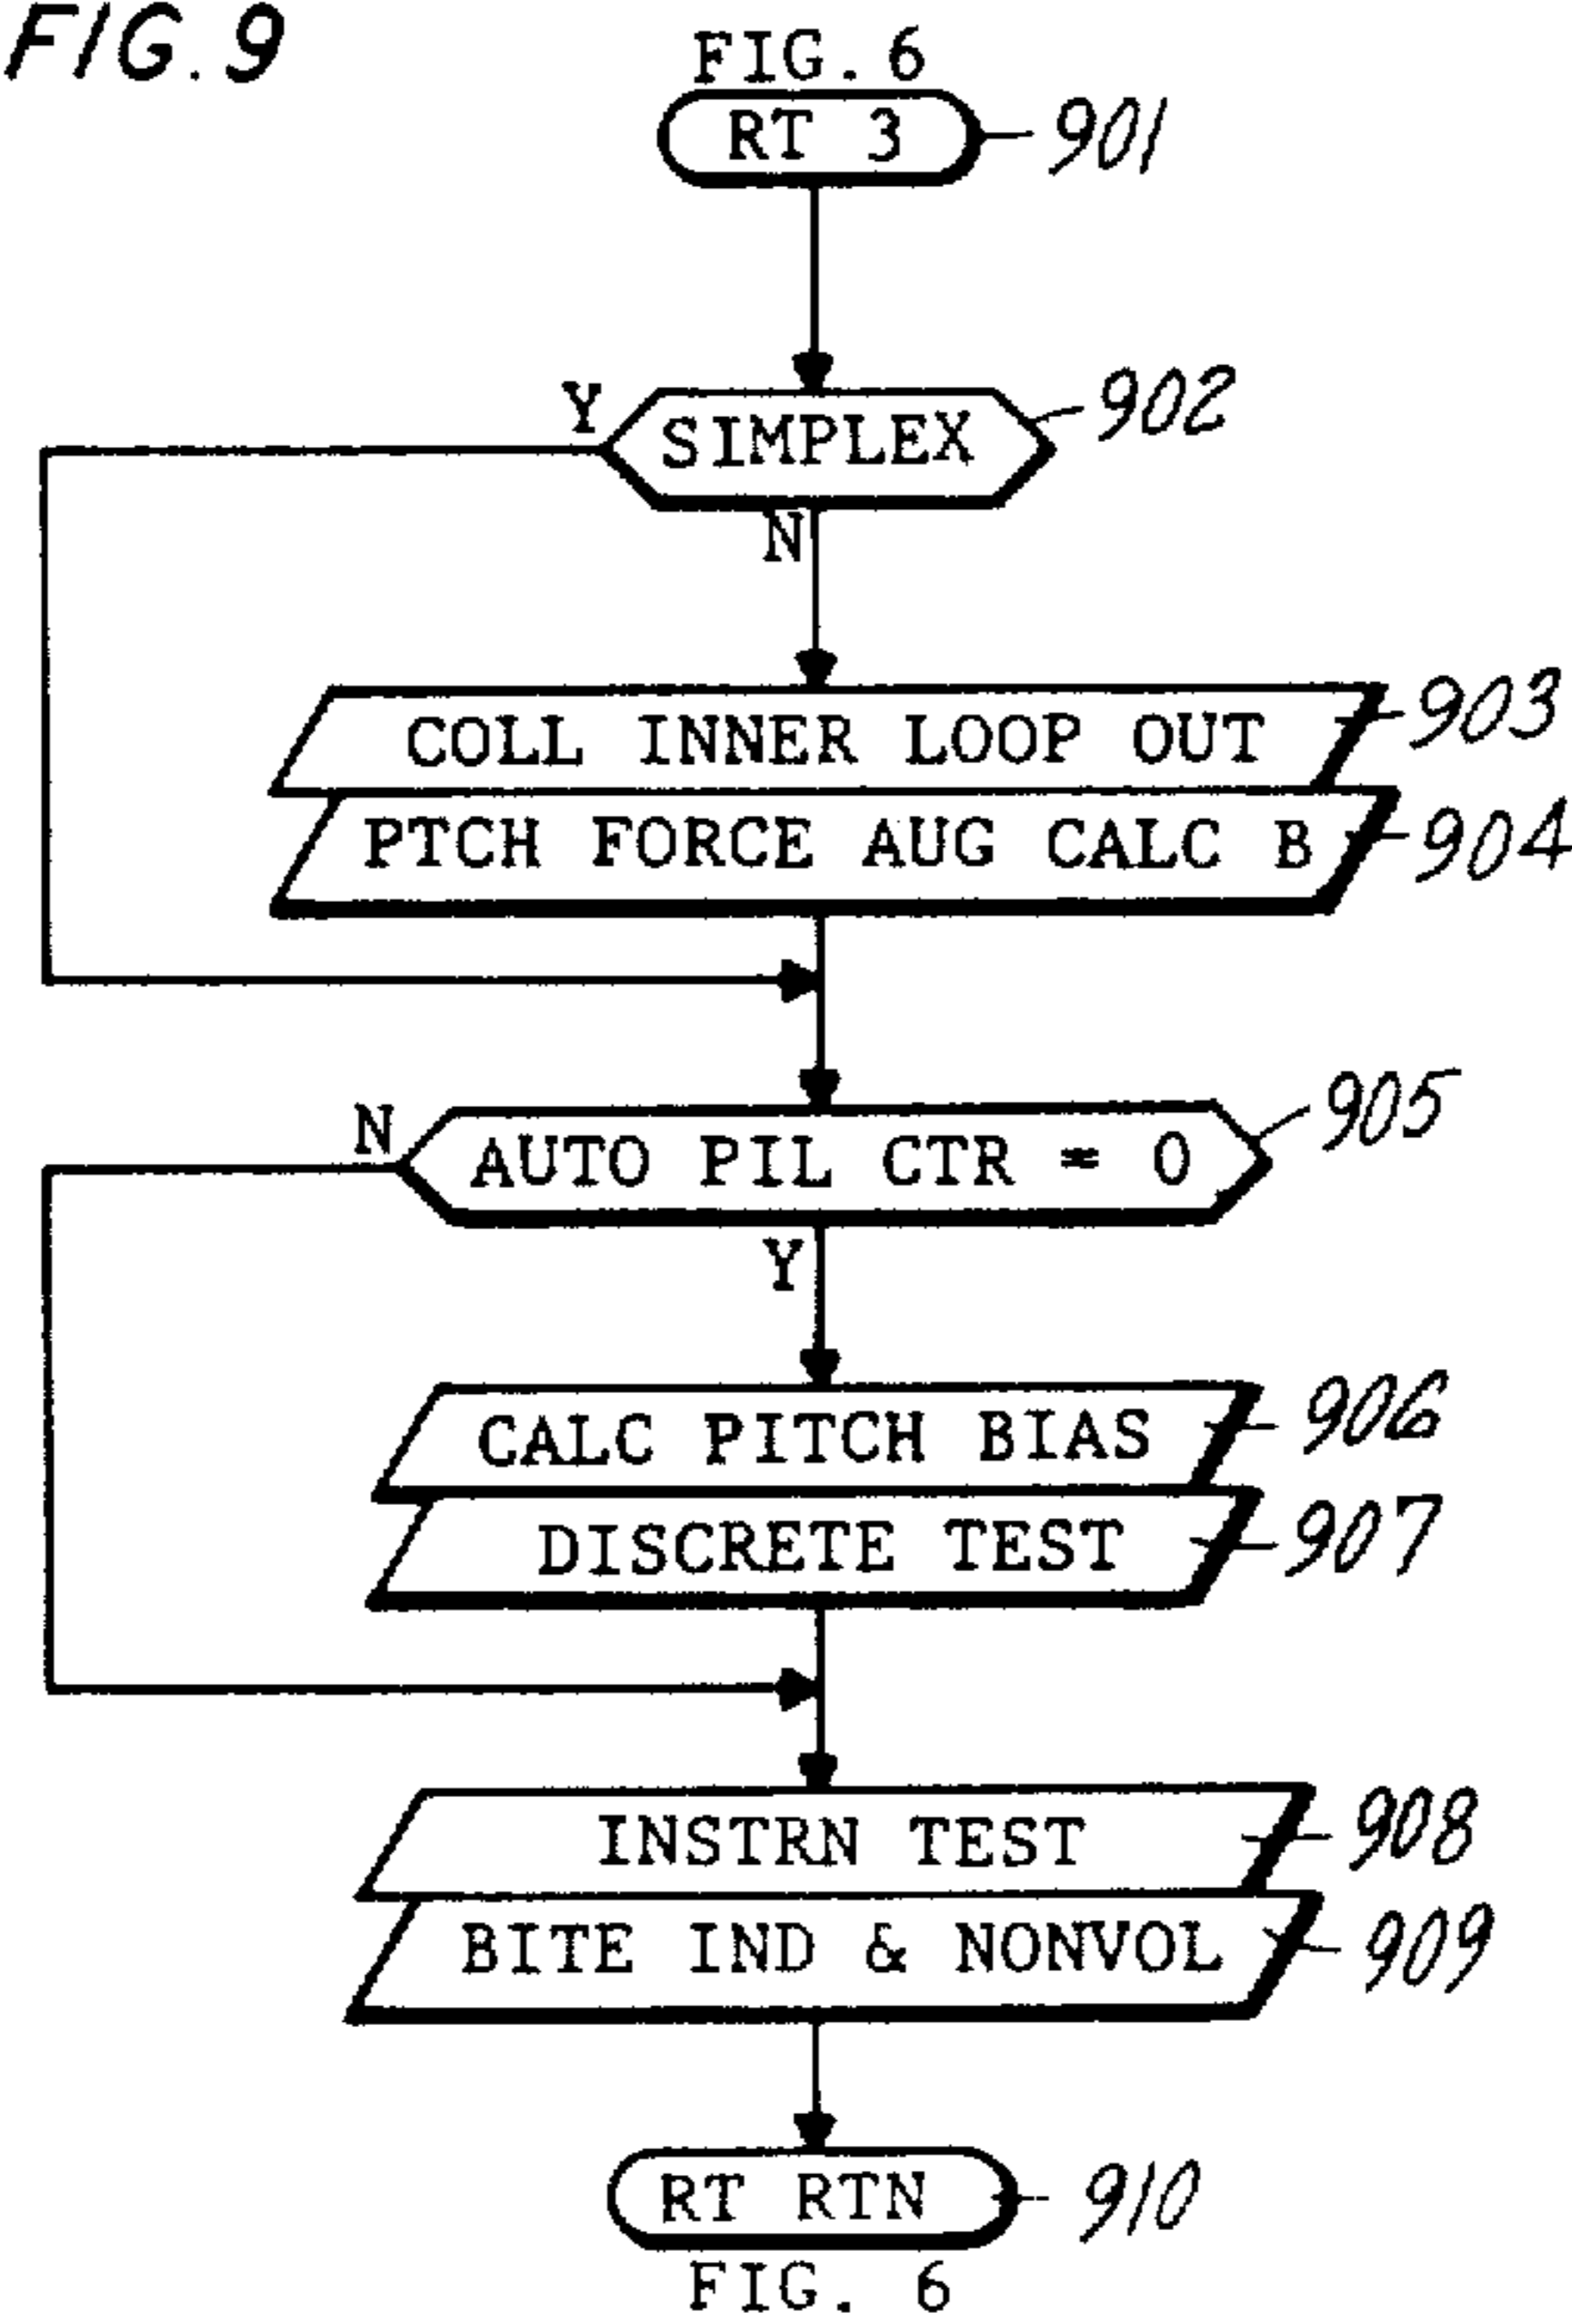 FIG. 9
FIG. 6
RT 3
901
SIMPLEX
902
Y
N
COLL INNER LOOP OUT
903
PTCH FORCE AUG CALC B
904
AUTO PIL CTR = 0
905
N
Y
CALC PITCH BIAS
906
DISCRETE TEST
907
INSTRN TEST
908
BITE IND & NONVOL
909
RT RTN
910
FIG. 6